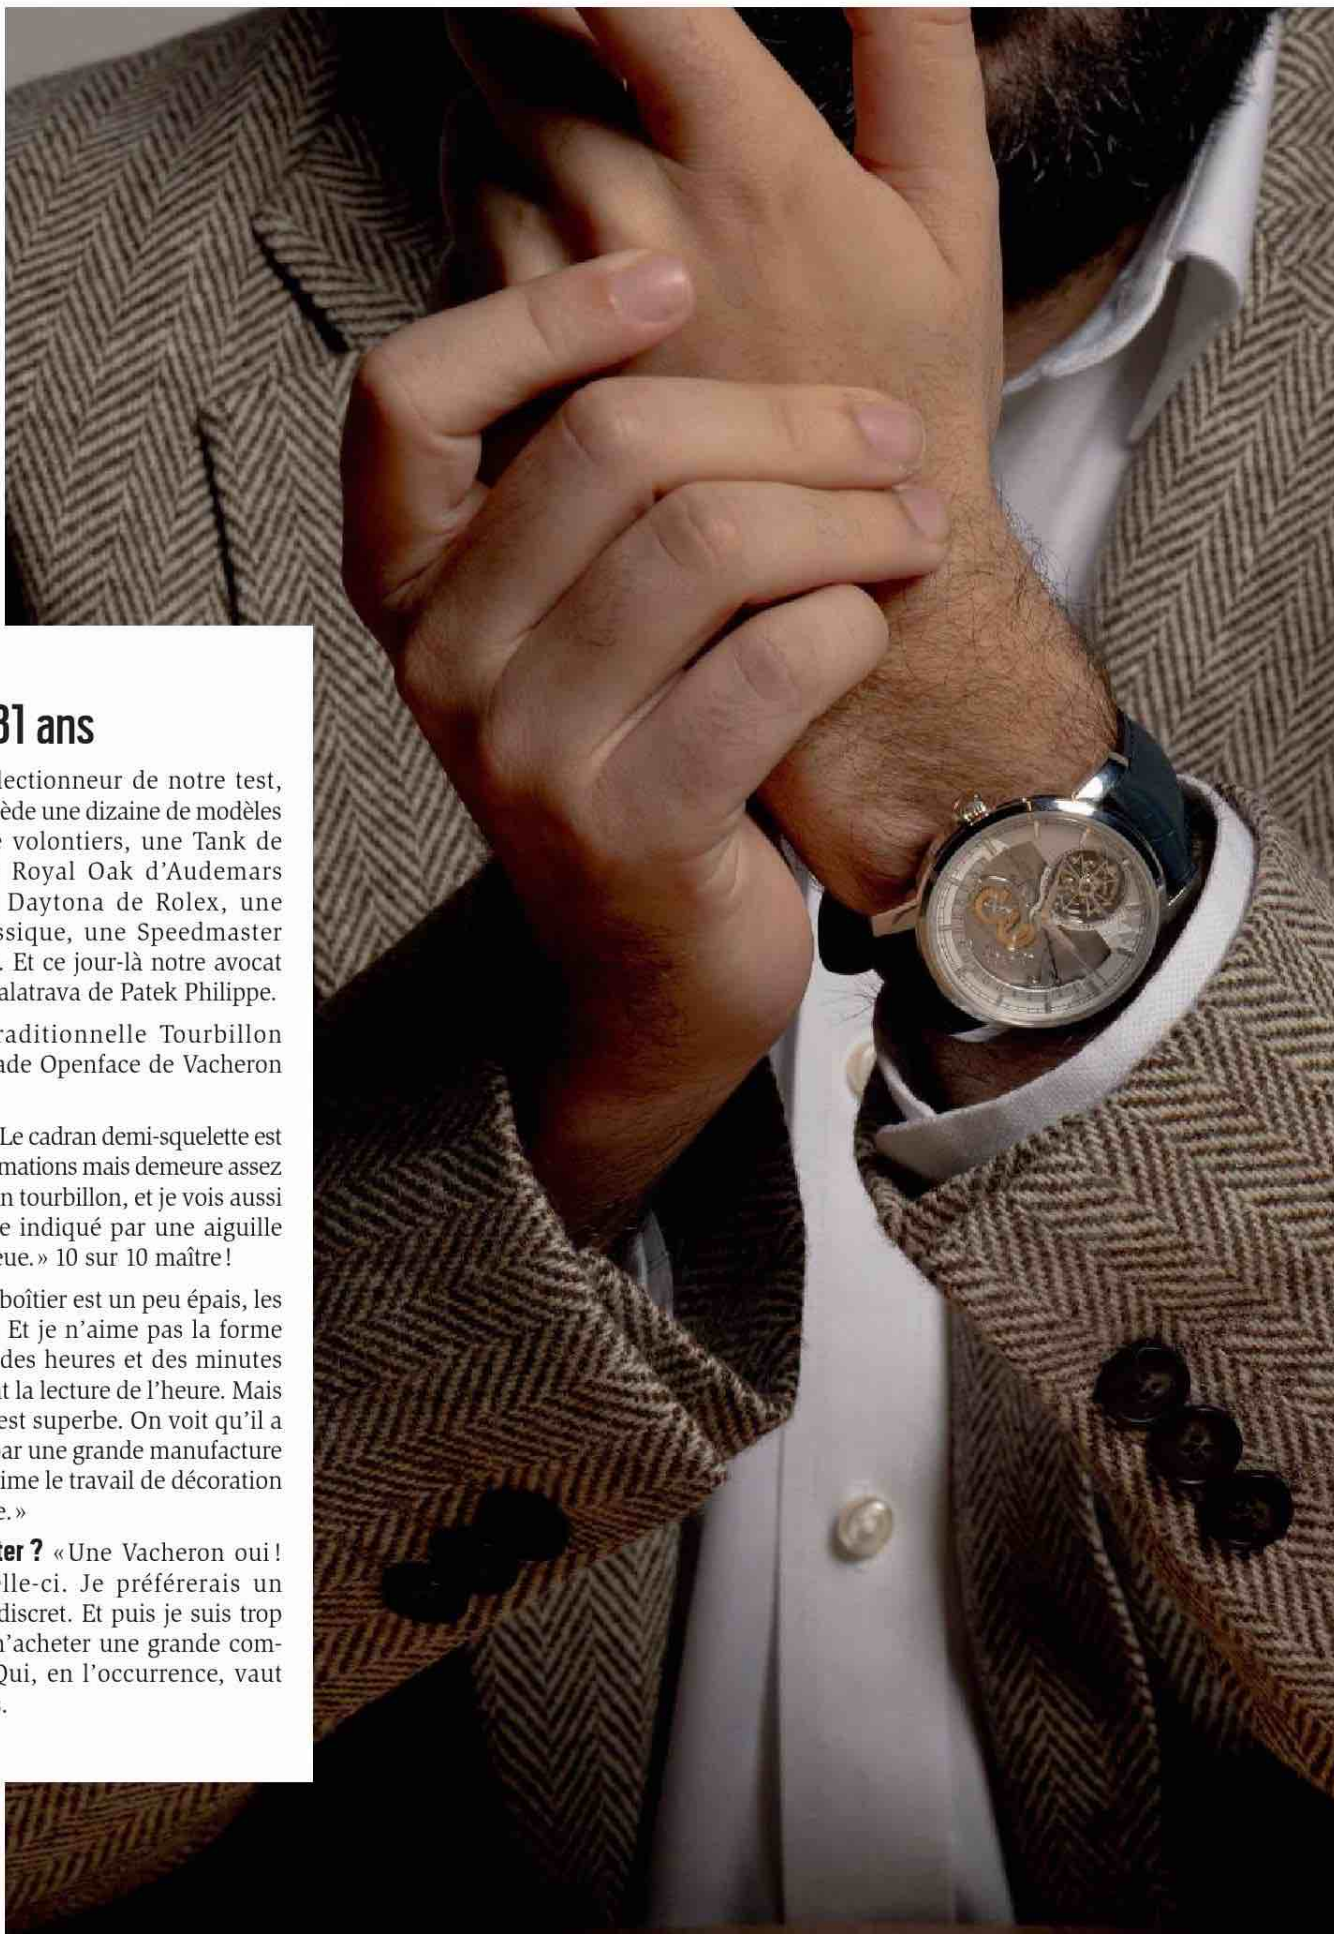 31 ans
lectionneur de notre test,
ède une dizaine de modèles
volontiers, une Tank de
Royal Oak d'Audemars
Daytona de Rolex, une
ssique, une Speedmaster
. Et ce jour-là notre avocat
alatrava de Patek Philippe.
raditionnelle Tourbillon
ade Openface de Vacheron
Le cadran demi-squelette est
mations mais demeure assez
n tourbillon, et je vois aussi
e indiqué par une aiguille
eue.» 10 sur 10 maître!
boîtier est un peu épais, les
Et je n'aime pas la forme
des heures et des minutes
t la lecture de l'heure. Mais
est superbe. On voit qu'il a
par une grande manufacture
ime le travail de décoration
e.»
ter ? «Une Vacheron oui!
lle-ci. Je préférerais un
discret. Et puis je suis trop
n'acheter une grande com-
Qui, en l'occurrence, vaut